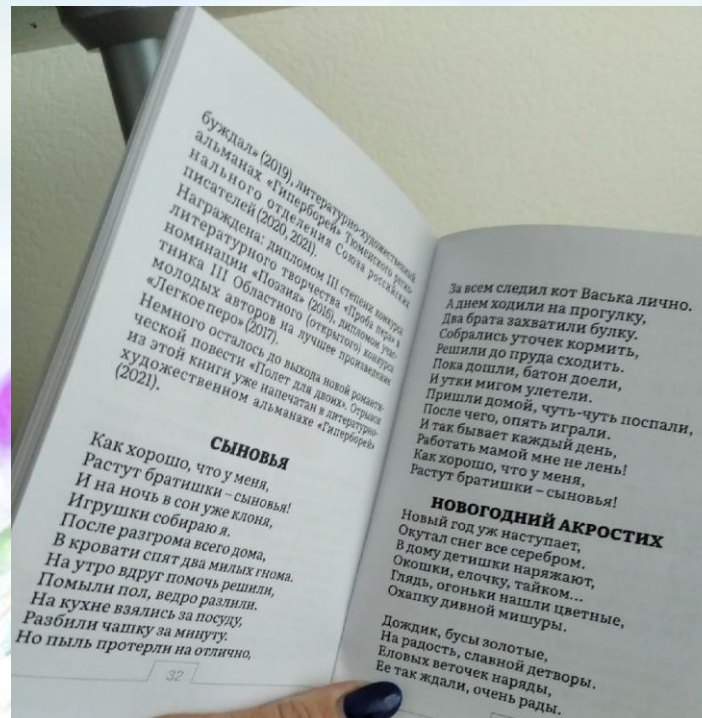 буждал» (2019), литературно-художественный
альманах «Гиперборей» Тюменского регио-
нального отделения Союза российских
писателей (2020, 2021).
Награждена: дипломом III степени конкурса
литературного творчества «Проба пера» в
номинации «Поэзия» (2016), дипломом учас-
тника III Областного (открытого) конкурса
молодых авторов на лучшее произведение
«Легкое перо» (2017).
Немного осталось до выхода новой романти-
ческой повести «Полет для двоих». Отрывок
из этой книги уже напечатан в литературно-
художественном альманахе «Гиперборей»
(2021).
СЫНОВЬЯ
Как хорошо, что у меня,
Растут братишки – сыновья!
И на ночь в сон уже клоня,
Игрушки собираю я.
После разгрома всего дома,
В кровати спят два милых гнома.
На утро вдруг помочь решили,
Помыли пол, ведро разлили.
На кухне взялись за посуду,
Разбили чашку за минуту.
Но пыль протерли на отлично,
32
За всем следил кот Васька лично.
А днем ходили на прогулку,
Два брата захватили булку.
Собрались уточек кормить,
Решили до пруда сходить.
Пока дошли, батон доели,
И утки мигом улетели.
Пришли домой, чуть-чуть поспали,
После чего, опять играли.
И так бывает каждый день,
Работать мамой мне не лень!
Как хорошо, что у меня,
Растут братишки – сыновья!
НОВОГОДНИЙ АКРОСТИХ
Новый год уж наступает,
Окутал снег все серебром.
В дому детишки наряжают,
Окошки, елочку, тайком...
Глядь, огоньки нашли цветные,
Охапку дивной мишуры.
Дождик, бусы золотые,
На радость, славной детворы.
Еловых веточек наряды,
Ее так ждали, очень рады.